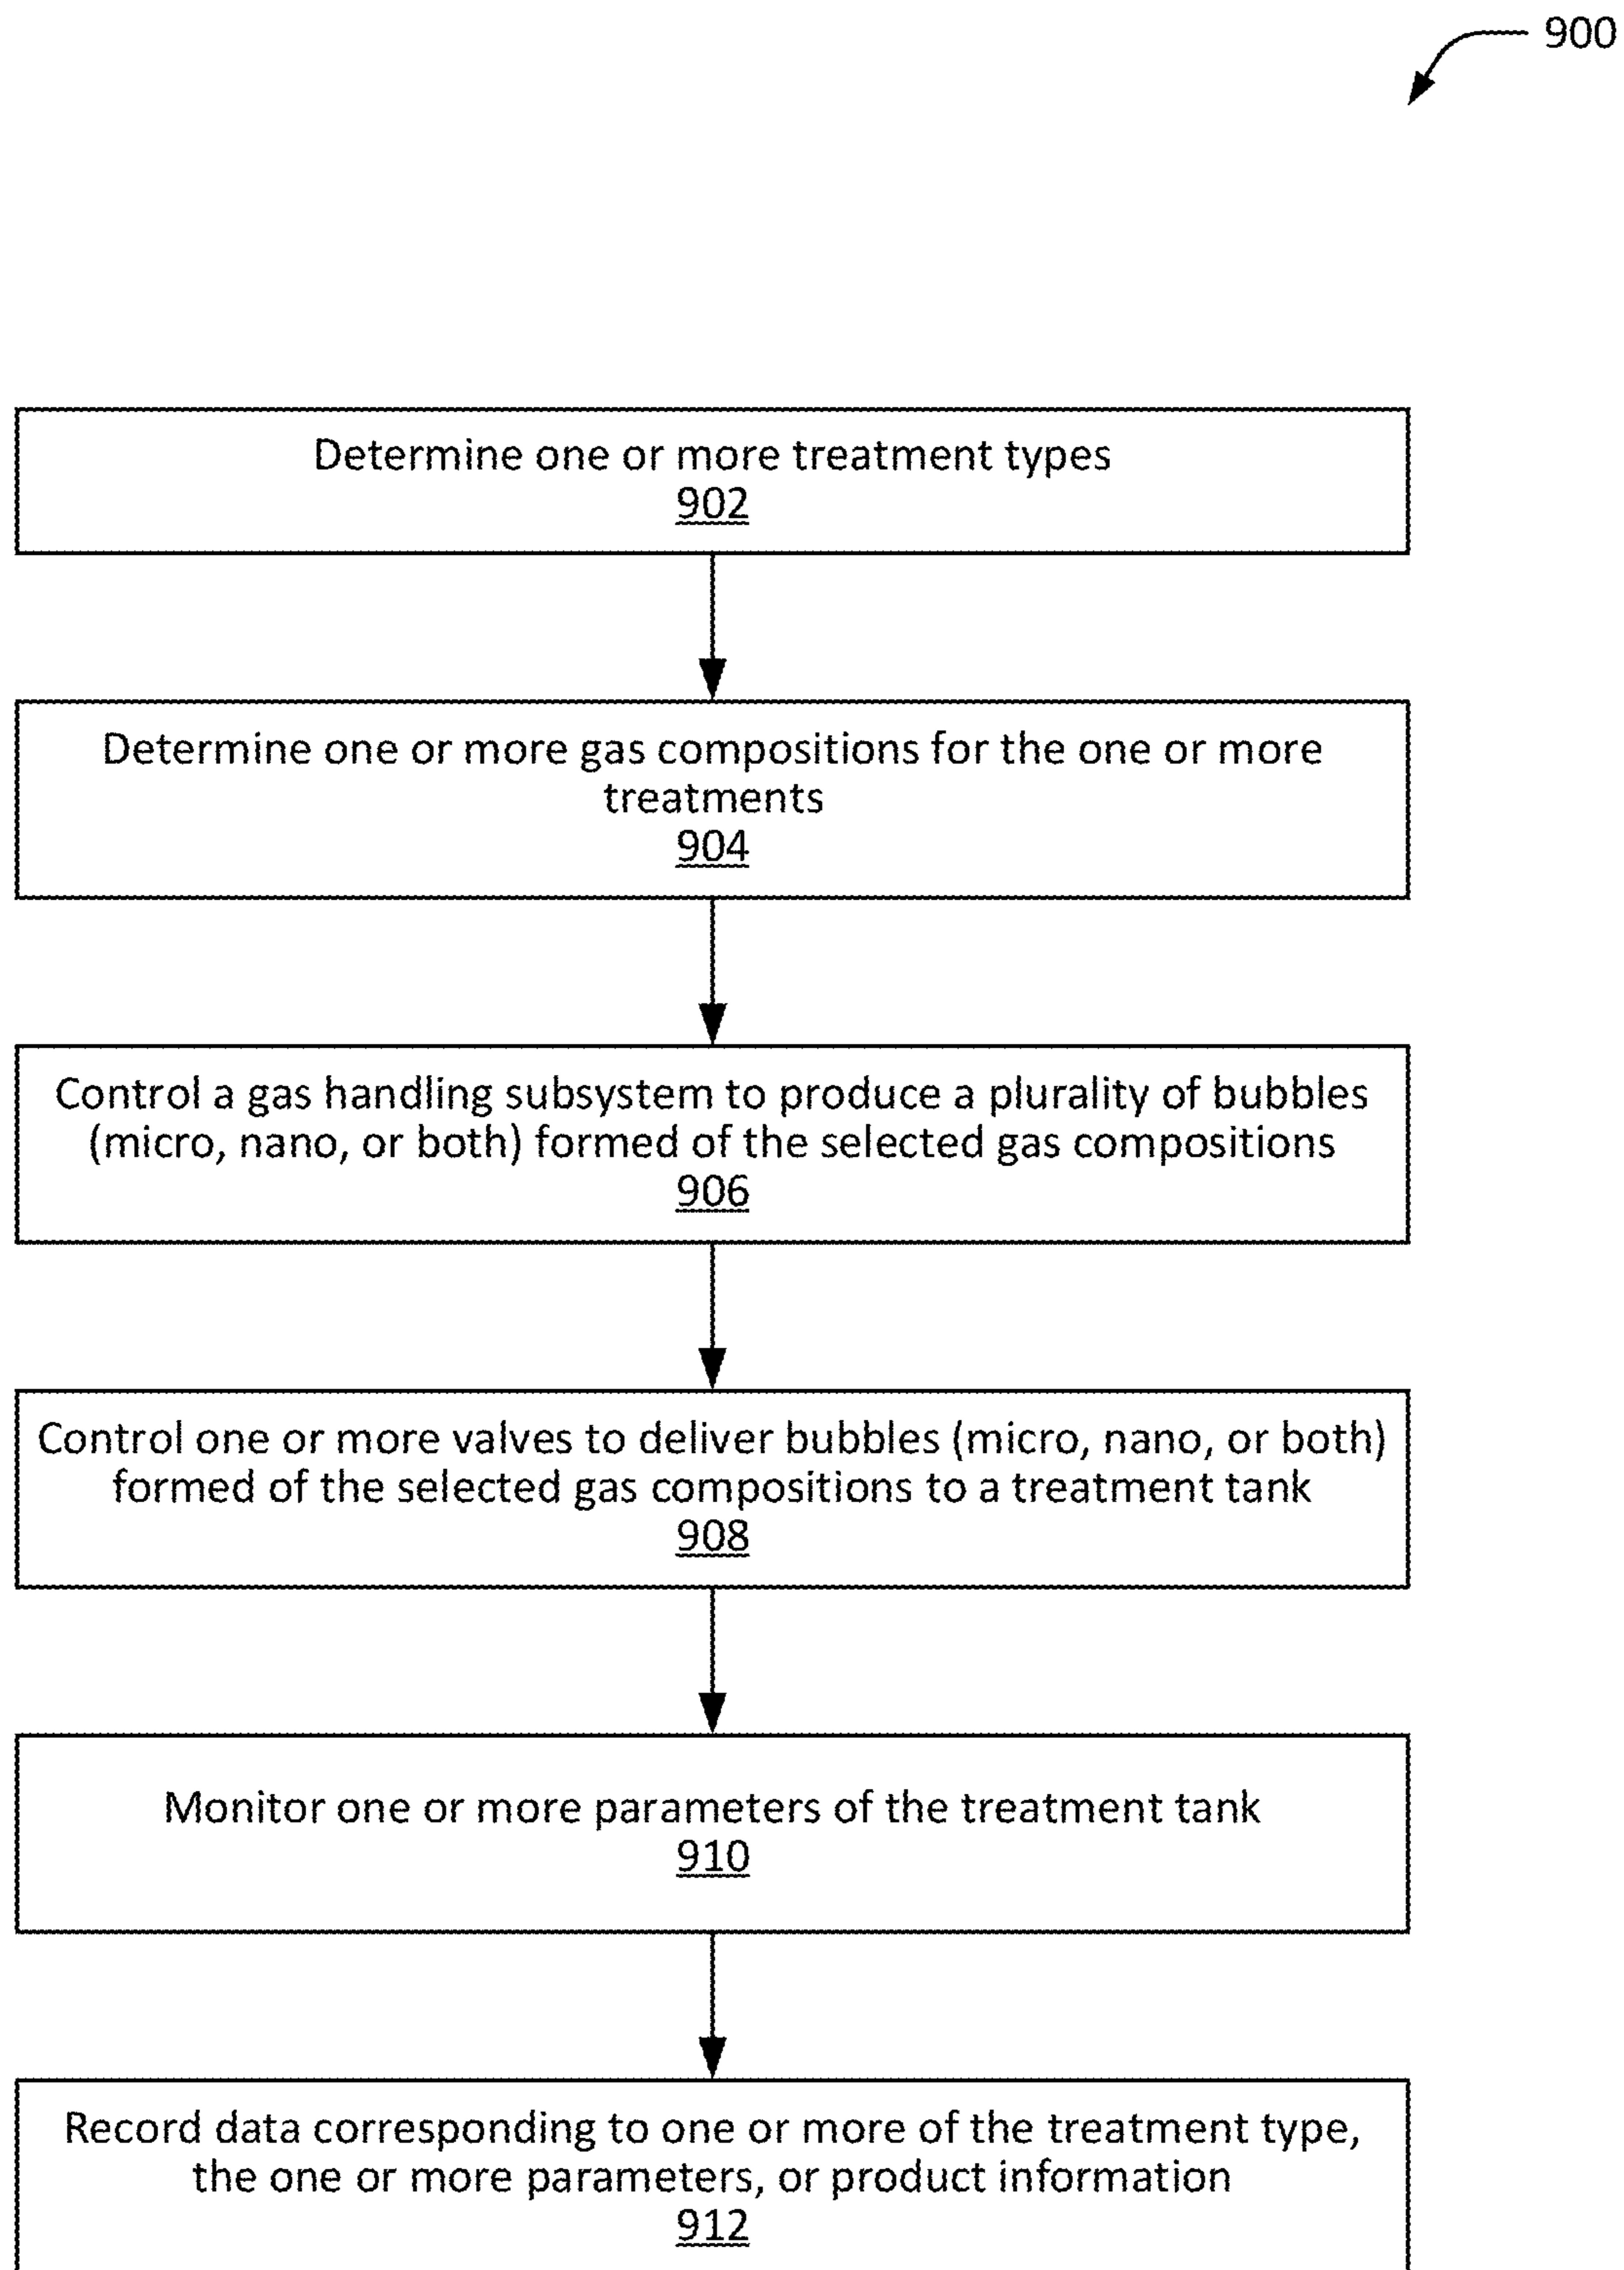 900
Determine one or more treatment types
902
Determine one or more gas compositions for the one or more
treatments
904
Control a gas handling subsystem to produce a plurality of bubbles
(micro, nano, or both) formed of the selected gas compositions
906
Control one or more valves to deliver bubbles (micro, nano, or both)
formed of the selected gas compositions to a treatment tank
908
Monitor one or more parameters of the treatment tank
910
Record data corresponding to one or more of the treatment type,
the one or more parameters, or product information
912